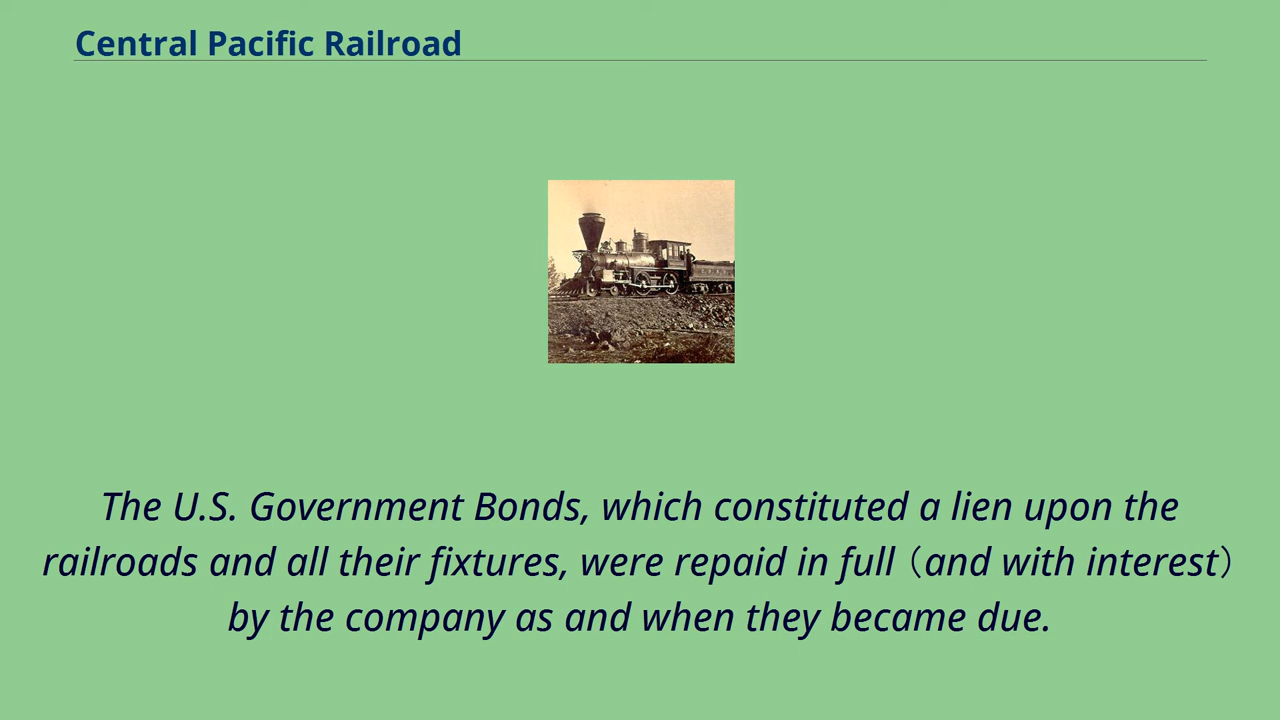 Central Pacific Railroad
The U.S. Government Bonds, which constituted a lien upon the
railroads and all their fixtures, were repaid in full（and with interest）
by the company as and when they became due.